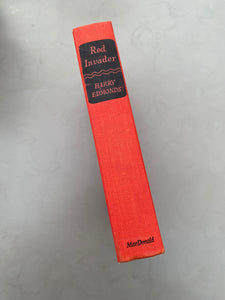 Red
Invader
HARRY
EDMONDS
MacDonald